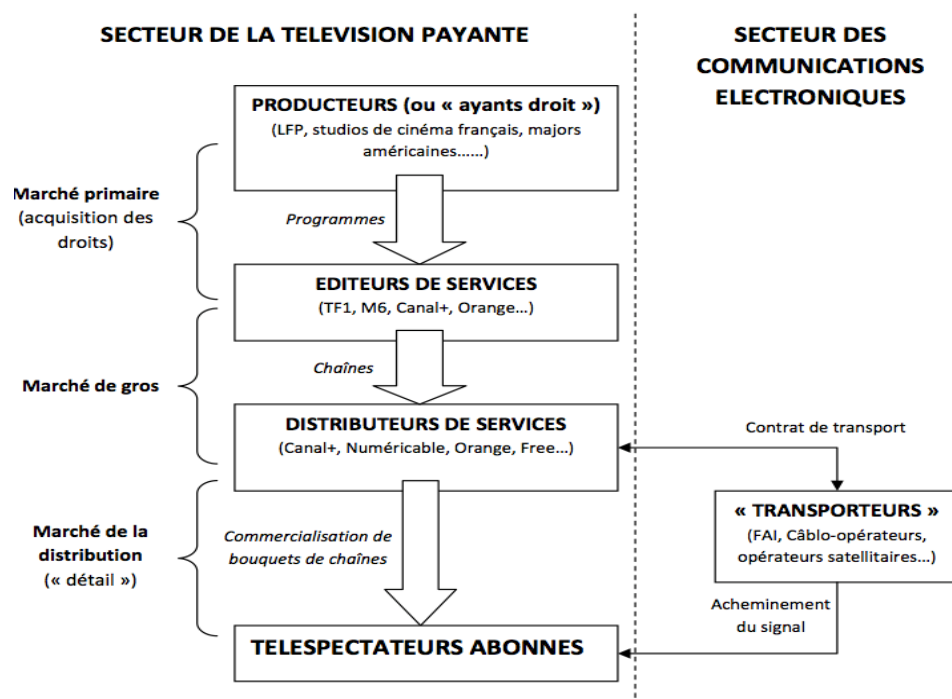 SECTEUR DE LA TELEVISION PAYANTE
SECTEUR DES
COMMUNICATIONS
ELECTRONIQUES
PRODUCTEURS (ou « ayants droit »)
(LFP, studios de cinéma français, majors
américaines......)
Marché primaire
(acquisition des
droits)
Programmes
EDITEURS DE SERVICES
(TF1, M6, Canal+, Orange...)
Marché de gros
Chaînes
DISTRIBUTEURS DE SERVICES
(Canal+, Numéricable, Orange, Free...)
Contrat de transport
« TRANSPORTEURS »
(FAI, Câblo-opérateurs,
opérateurs satellitaires...)
Marché de la
distribution
(« détail »)
Commercialisation de
bouquets de chaînes
Acheminement
du signal
TELESPECTATEURS ABONNES